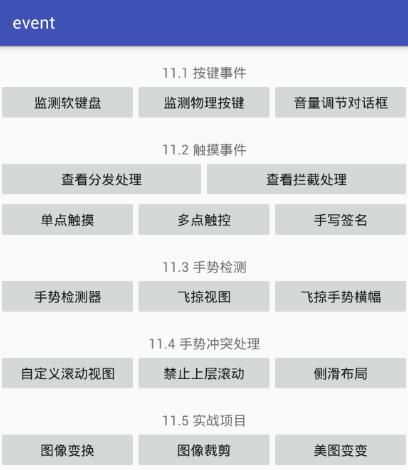 event
11.1 按键事件
监测软键盘 监测物理按键 音量调节对话框
11.2 触摸事件
查看分发处理 查看拦截处理
单点触摸 多点触控 手写签名
11.3 手势检测
手势检测器 飞掠视图 飞掠手势横幅
11.4 手势冲突处理
自定义滚动视图 禁止上层滚动 侧滑布局
11.5 实战项目
图像变换 图像裁剪 美图变变